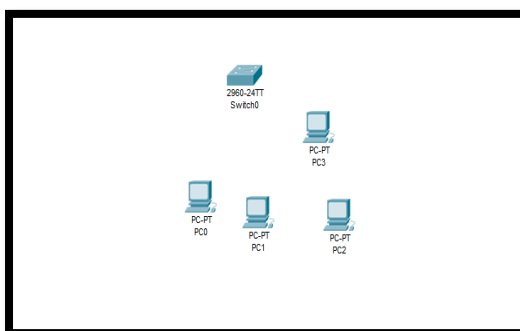 2960-24TT
Switch0
PC-PT
PC3
PC-PT
PC0
PC-PT
PC1
PC-PT
PC2